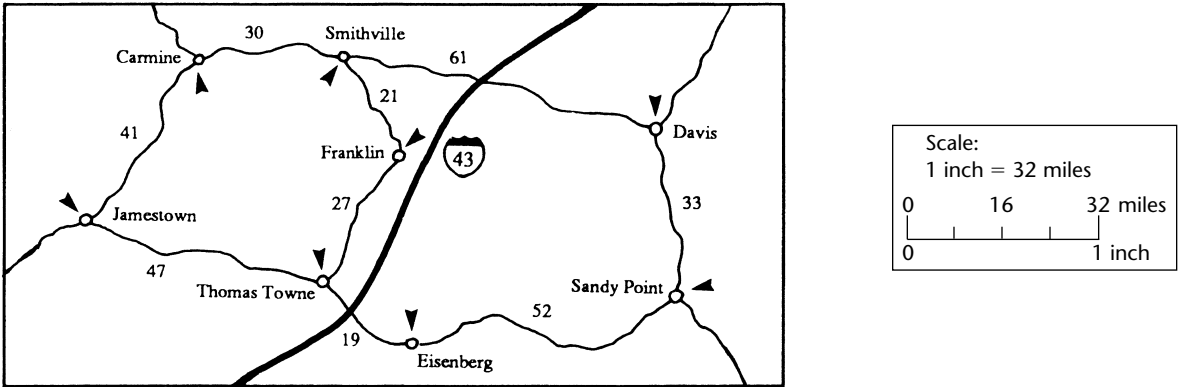 30
Smithville
Carmine
61
21
41
Davis
Franklin
43
27
33
Jamestown
47
Thomas Towne
Sandy Point
52
19
Eisenberg
Scale:
1 inch = 32 miles
0 16 32 miles
0 1 inch